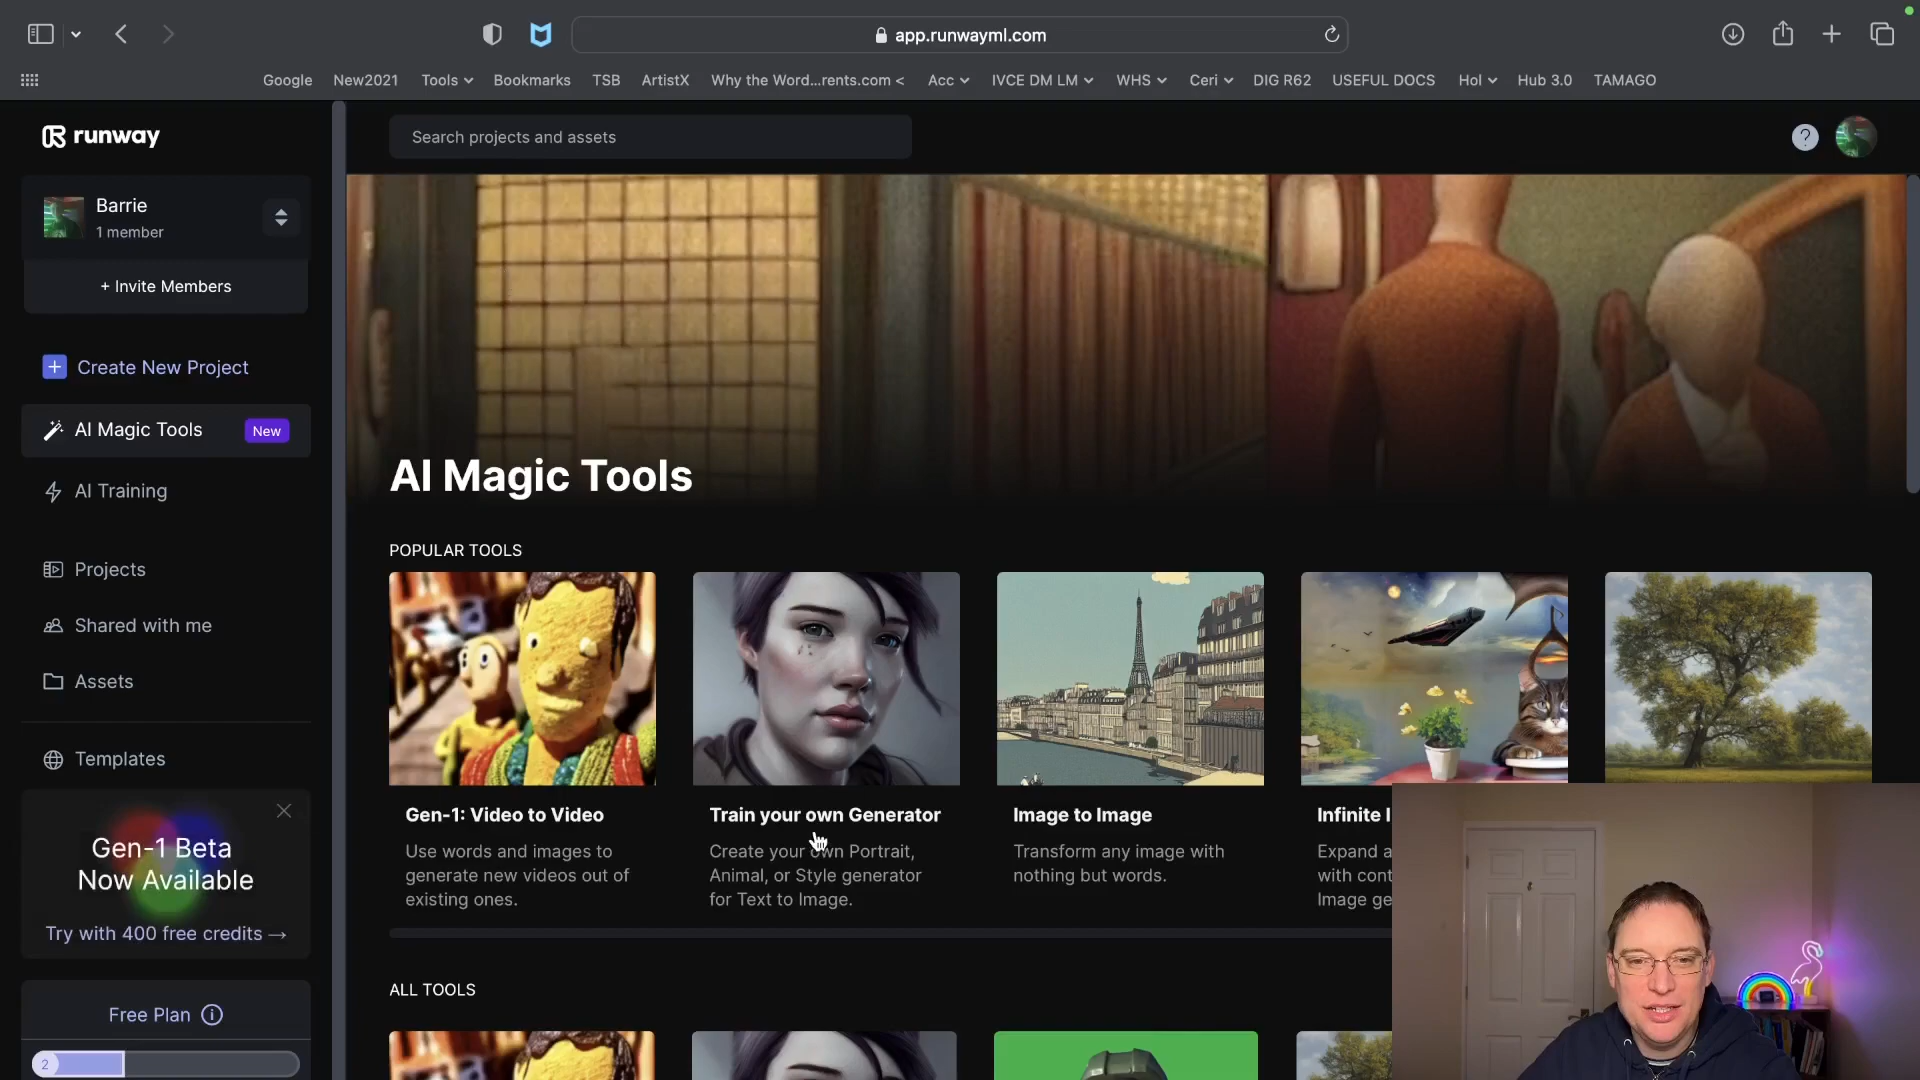 app.runwayml.com
Google New2021 Tools Bookmarks TSB ArtistX Why the Word...rents.com < Acc IVCE DM LM WHS Ceri DIG R62 USEFUL DOCS Hol Hub 3.0 TAMAGO
runway
Search projects and assets
?
Barrie
1 member
+ Invite Members
+ Create New Project
AI Magic Tools New
AI Training
Projects
Shared with me
Assets
Templates
Gen-1 Beta
Now Available
Try with 400 free credits →
Free Plan
2
AI Magic Tools
POPULAR TOOLS
Gen-1: Video to Video
Use words and images to
generate new videos out of
existing ones.
Train your own Generator
Create your own Portrait,
Animal, or Style generator
for Text to Image.
Image to Image
Transform any image with
nothing but words.
Infinite I
Expand a
with cont
Image ge
ALL TOOLS